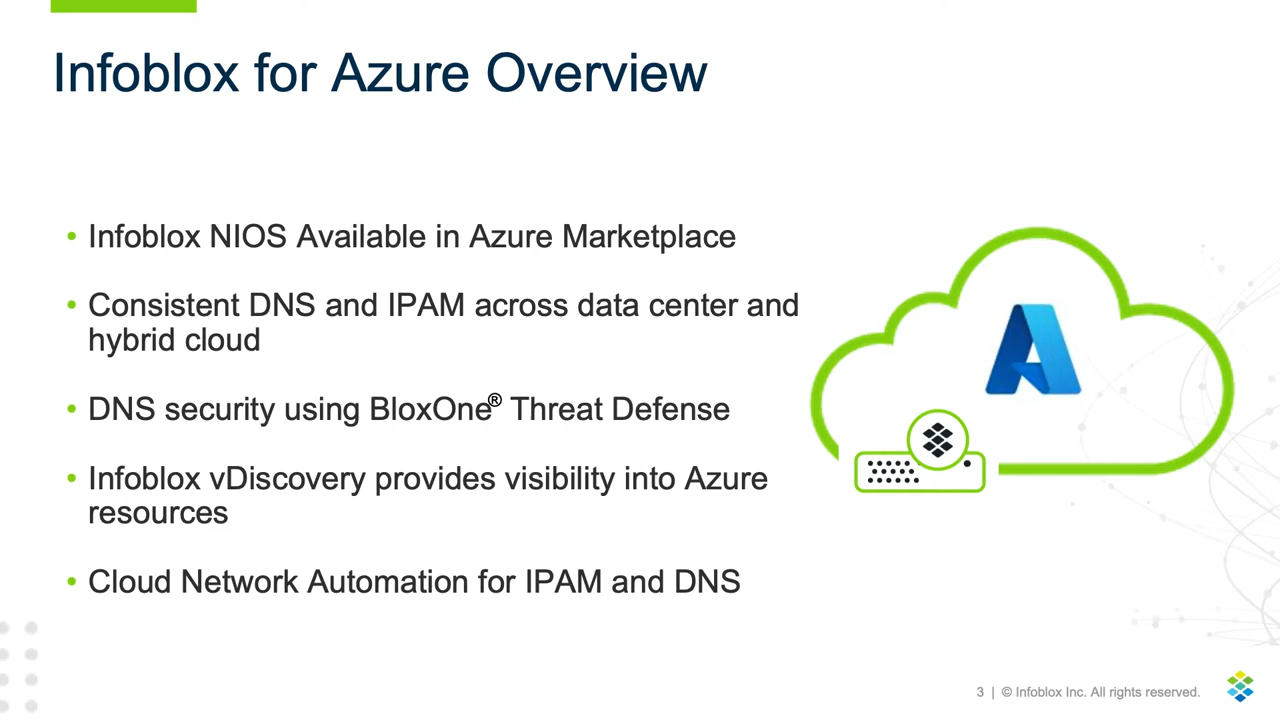 Infoblox for Azure Overview
• Infoblox NIOS Available in Azure Marketplace
• Consistent DNS and IPAM across data center and
hybrid cloud
• DNS security using BloxOne® Threat Defense
• Infoblox vDiscovery provides visibility into Azure
resources
• Cloud Network Automation for IPAM and DNS
3 | © Infoblox Inc. All rights reserved.